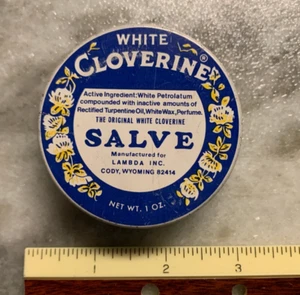 WHITE
CLOVERINE®
Active Ingredient: White Petrolatum
compounded with inactive amounts of
Rectified Turpentine Oil, White Wax, Perfume.
THE ORIGINAL WHITE CLOVERINE
SALVE
Manufactured for
LAMBDA INC.
CODY, WYOMING 82414
NET WT. 1 OZ.
1 2 3